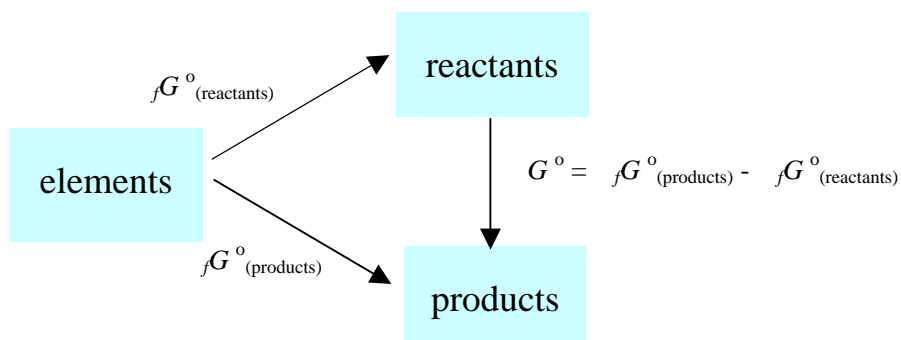 reactants
fG o(reactants)
elements
G o = fG o(products) - fG o(reactants)
fG o(products)
products